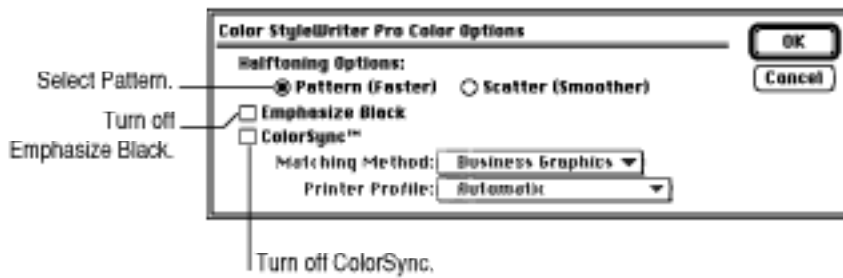 Color StyleWriter Pro Color Options
OK
Halftoning Options:
Cancel
Select Pattern.
Pattern (Faster) Scatter (Smoother)
Turn off
Emphasize Black.
Emphasize Black
ColorSync™
Matching Method: Business Graphics
Printer Profile: Automatic
Turn off ColorSync.